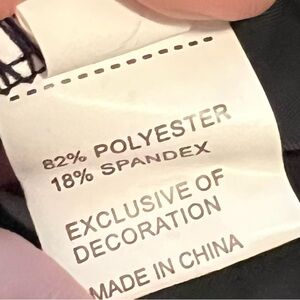 82% POLYESTER
18% SPANDEX
EXCLUSIVE OF
DECORATION
MADE IN CHINA